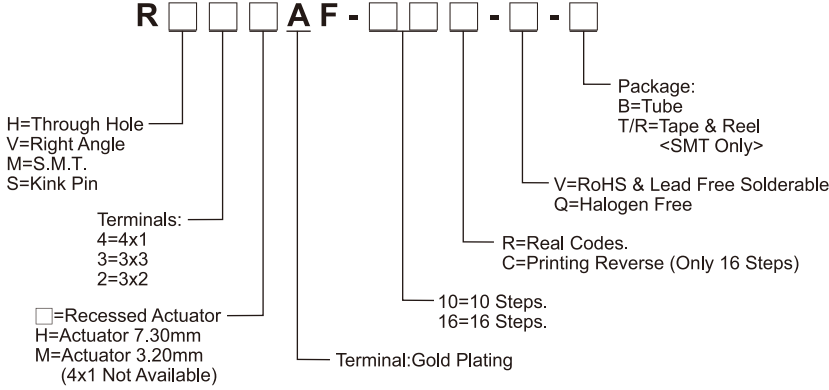 R □ □ □ A F - □ □ □ - □ - □
Package:
B=Tube
T/R=Tape & Reel
<SMT Only>
H=Through Hole
V=Right Angle
M=S.M.T.
S=Kink Pin
V=RoHS & Lead Free Solderable
Q=Halogen Free
Terminals:
4=4x1
3=3x3
2=3x2
R=Real Codes.
C=Printing Reverse (Only 16 Steps)
10=10 Steps.
16=16 Steps.
□=Recessed Actuator
H=Actuator 7.30mm
M=Actuator 3.20mm
(4x1 Not Available)
Terminal:Gold Plating